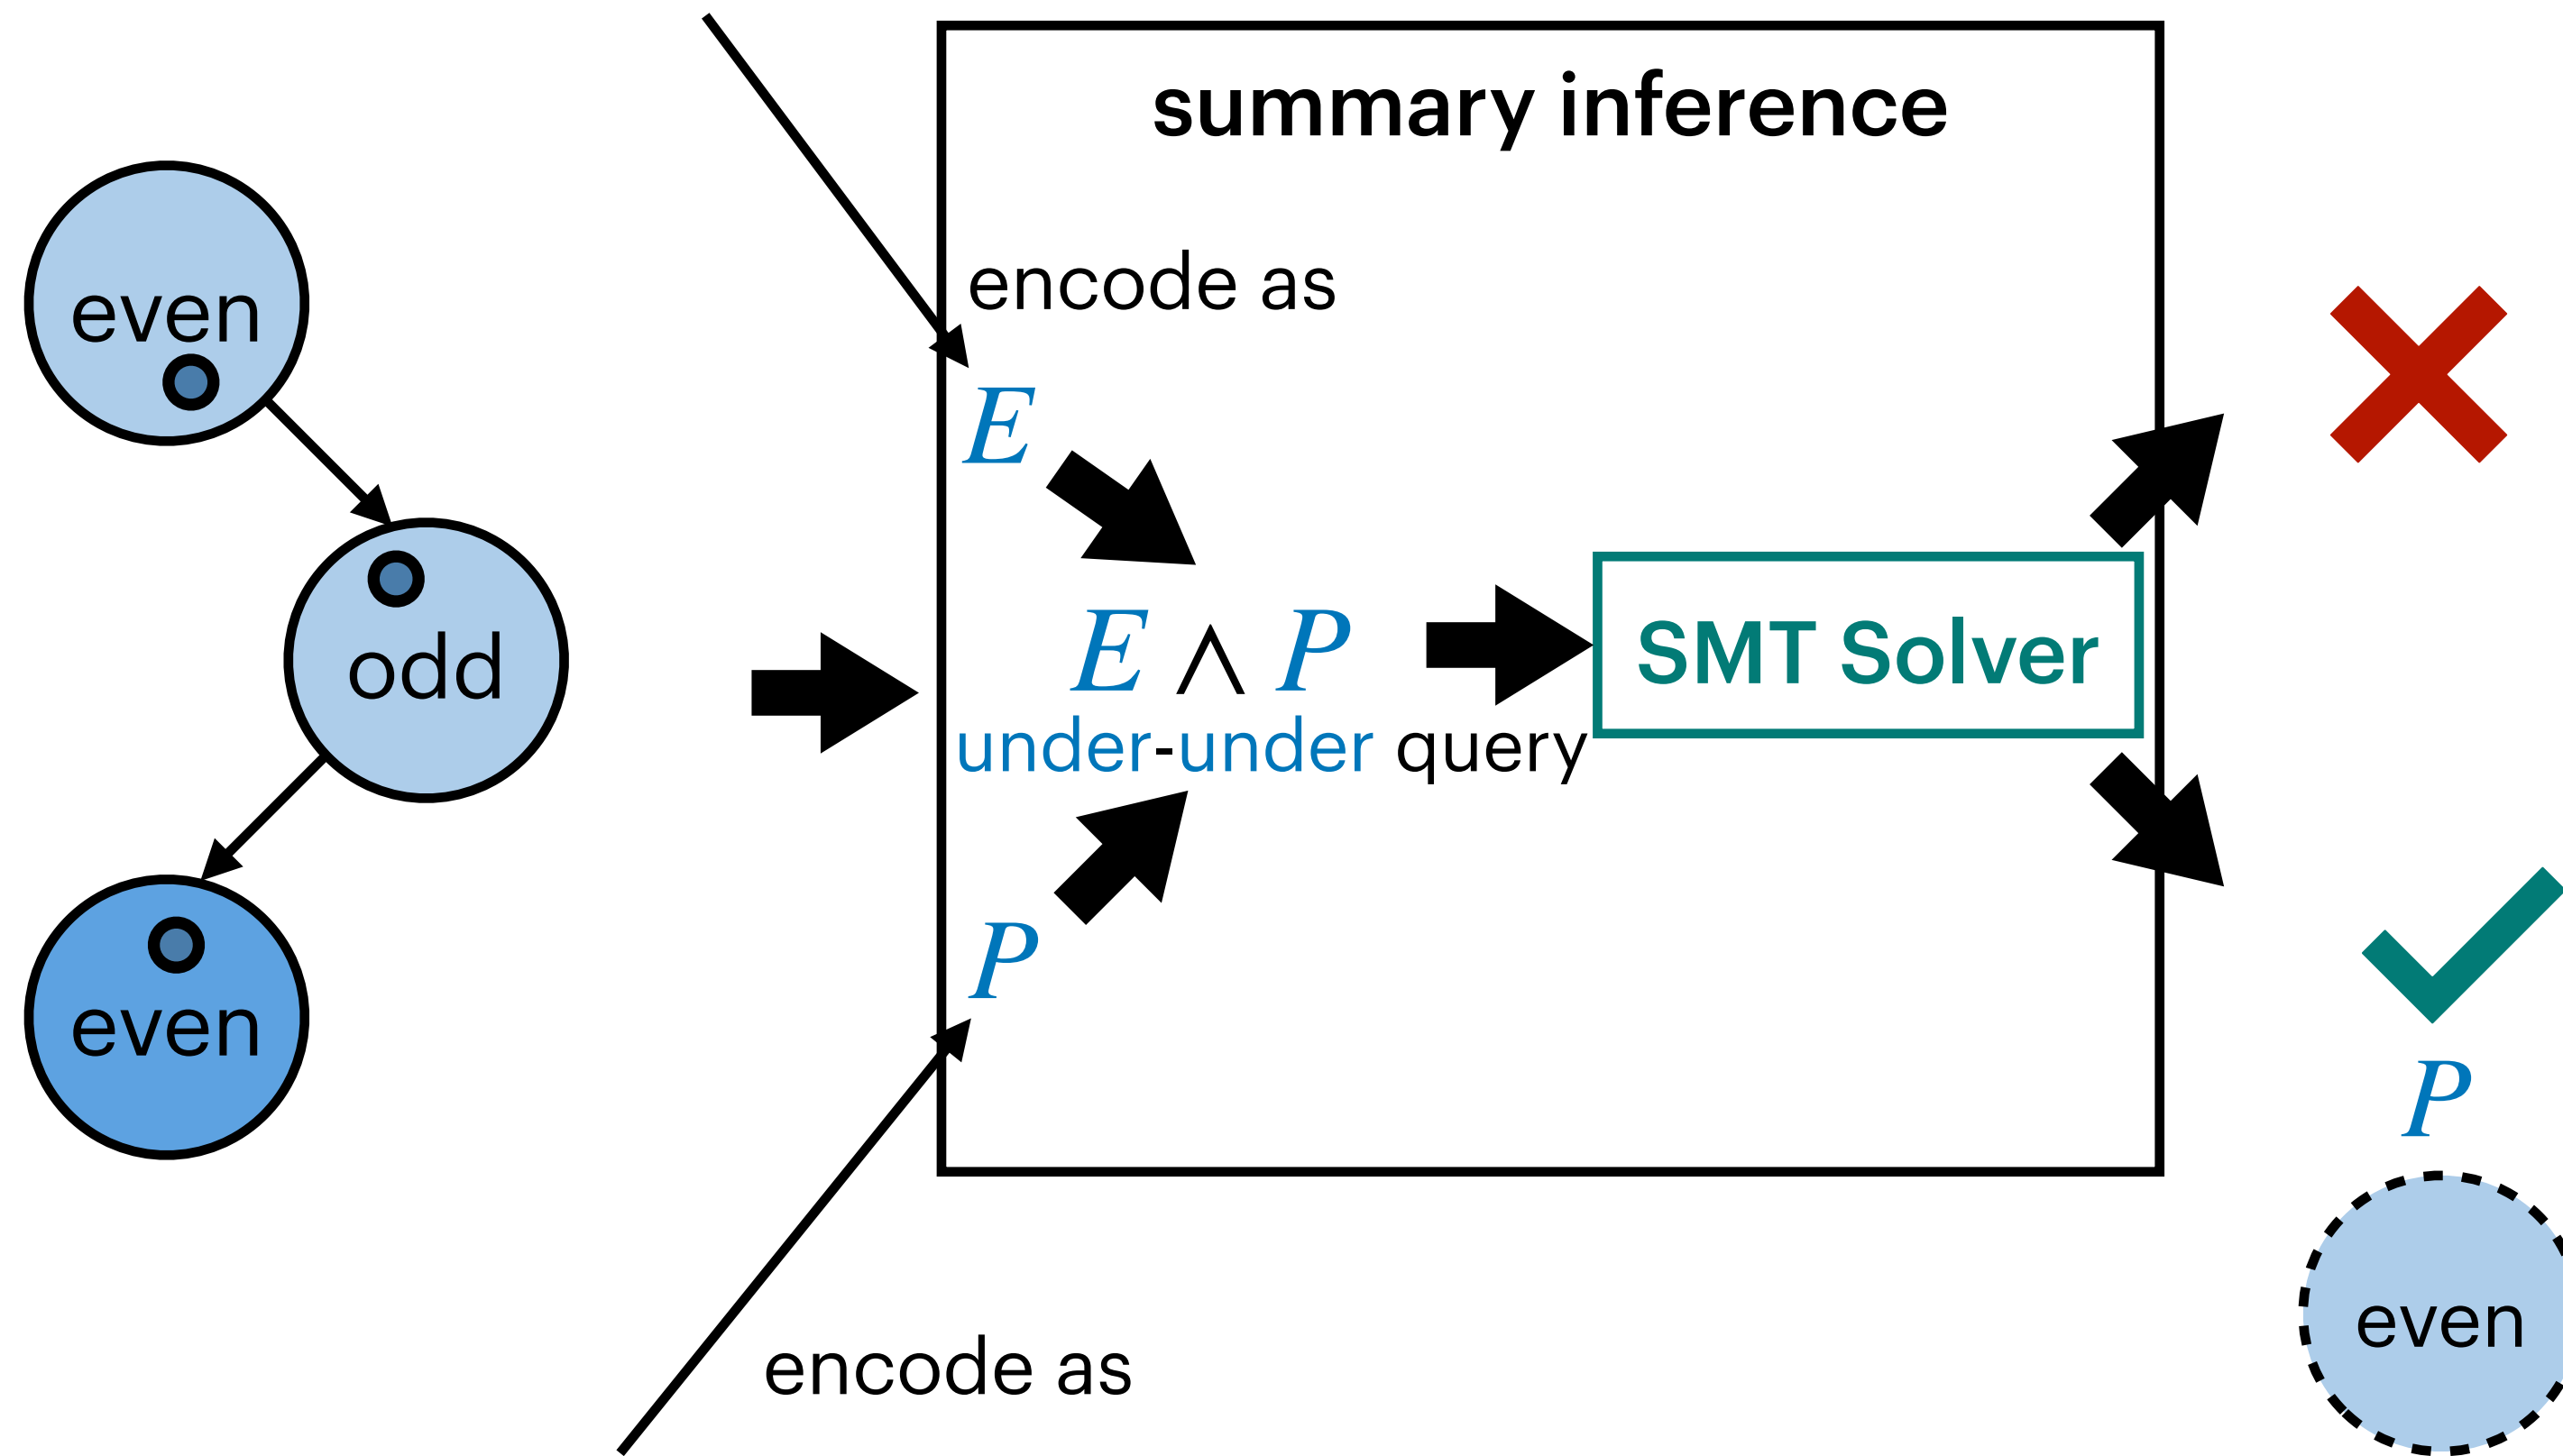 summary inference
even
odd
even
encode as
E
E ∧ P
under-under query
P
SMT Solver
encode as
P
even